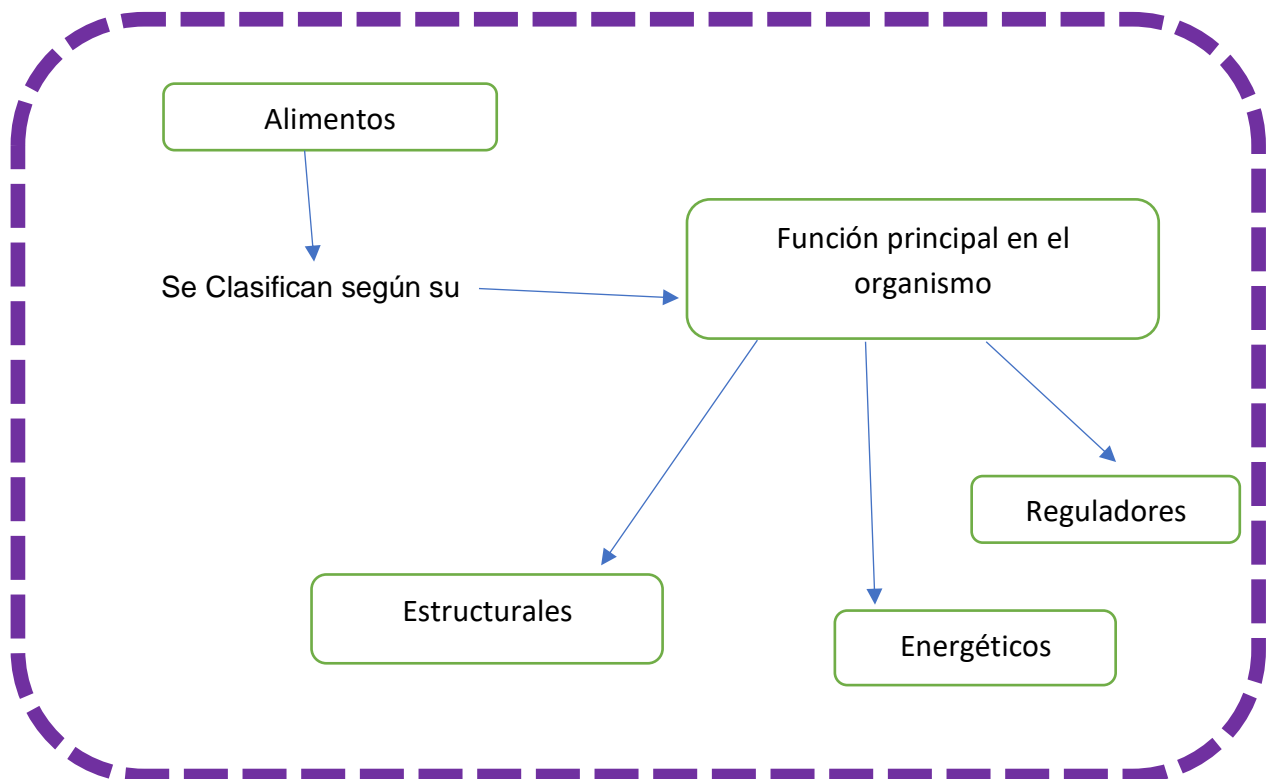 Alimentos
Se Clasifican según su
Función principal en el
organismo
Reguladores
Estructurales
Energéticos